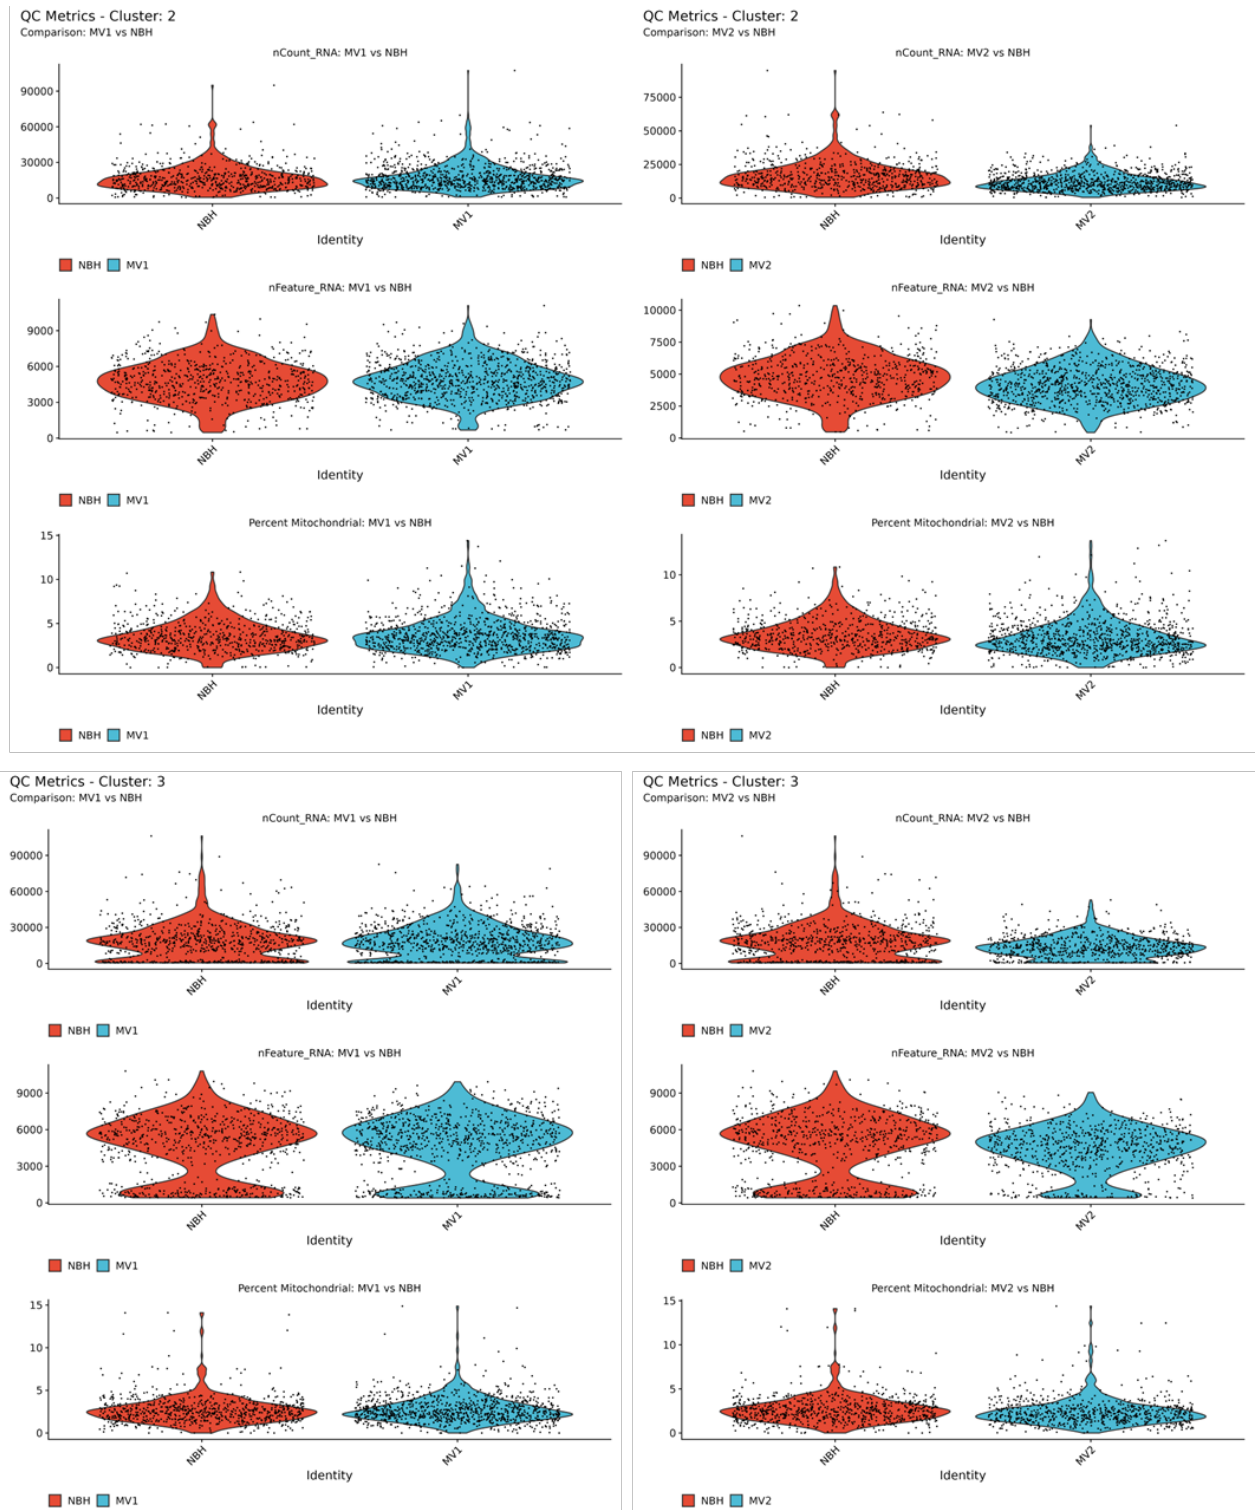 QC Metrics - Cluster: 2
Comparison: MV1 vs NBH
nCount_RNA: MV1 vs NBH
90000
60000
30000
0
NBH
MV1
Identity
NBH MV1
nFeature_RNA: MV1 vs NBH
9000
6000
3000
0
NBH
MV1
Identity
NBH MV1
Percent Mitochondrial: MV1 vs NBH
15
10
5
0
NBH
MV1
Identity
NBH MV1
QC Metrics - Cluster: 2
Comparison: MV2 vs NBH
nCount_RNA: MV2 vs NBH
75000
50000
25000
0
NBH
MV2
Identity
NBH MV2
nFeature_RNA: MV2 vs NBH
10000
7500
5000
2500
0
NBH
MV2
Identity
NBH MV2
Percent Mitochondrial: MV2 vs NBH
10
5
0
NBH
MV2
Identity
NBH MV2
QC Metrics - Cluster: 3
Comparison: MV1 vs NBH
nCount_RNA: MV1 vs NBH
90000
60000
30000
0
NBH
MV1
Identity
NBH MV1
nFeature_RNA: MV1 vs NBH
9000
6000
3000
0
NBH
MV1
Identity
NBH MV1
Percent Mitochondrial: MV1 vs NBH
15
10
5
0
NBH
MV1
Identity
NBH MV1
QC Metrics - Cluster: 3
Comparison: MV2 vs NBH
nCount_RNA: MV2 vs NBH
90000
60000
30000
0
NBH
MV2
Identity
NBH MV2
nFeature_RNA: MV2 vs NBH
9000
6000
3000
0
NBH
MV2
Identity
NBH MV2
Percent Mitochondrial: MV2 vs NBH
15
10
5
0
NBH
MV2
Identity
NBH MV2